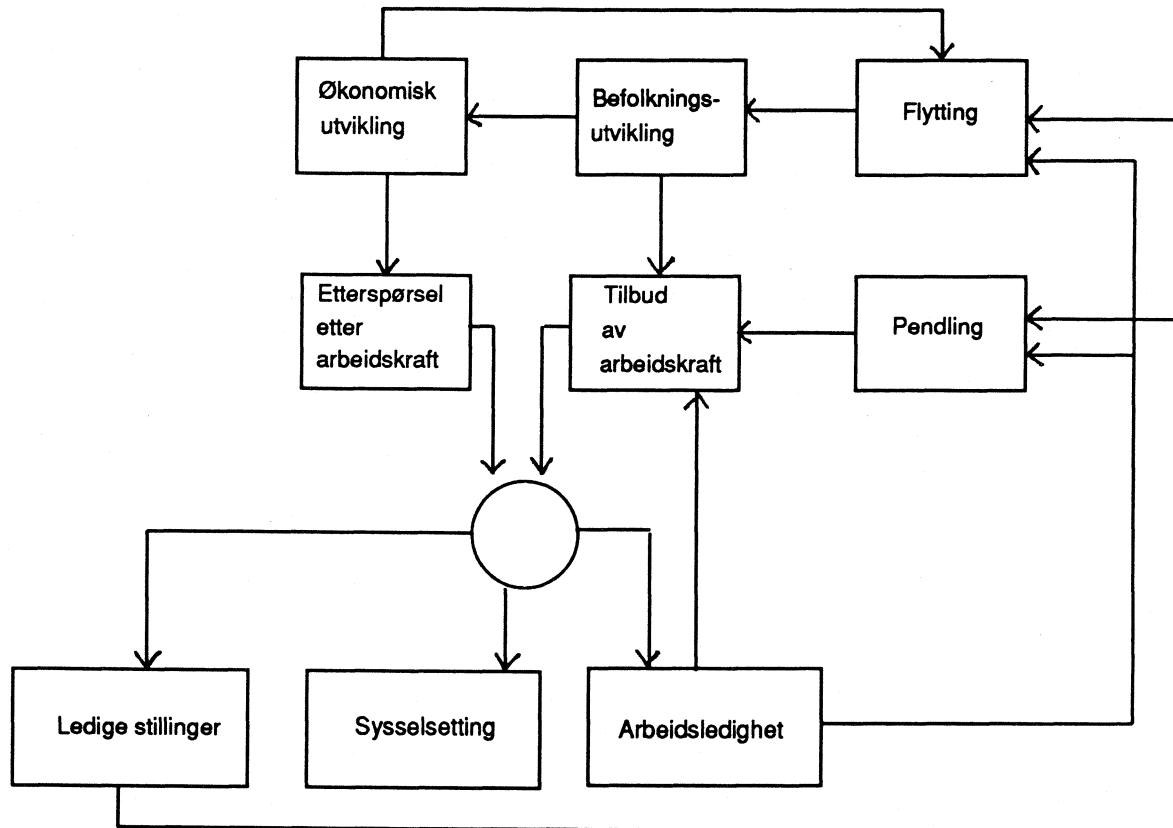 Økonomisk
utvikling
Befolknings-
utvikling
Flytting
Etterspørsel
etter
arbeidskraft
Tilbud
av
arbeidskraft
Pendling
Ledige stillinger
Sysselsetting
Arbeidsledighet